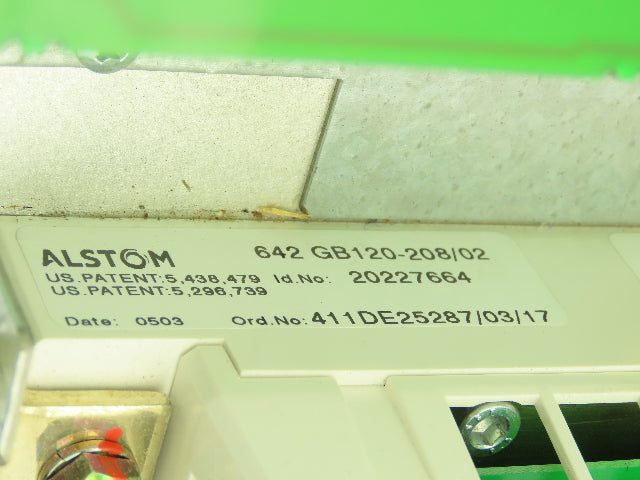 ALSTOM 642 GB120-208/02
US.PATENT:5,438,479 Id.No: 20227664
US.PATENT:5,296,739
Date: 0503 Ord.No:411DE25287/03/17